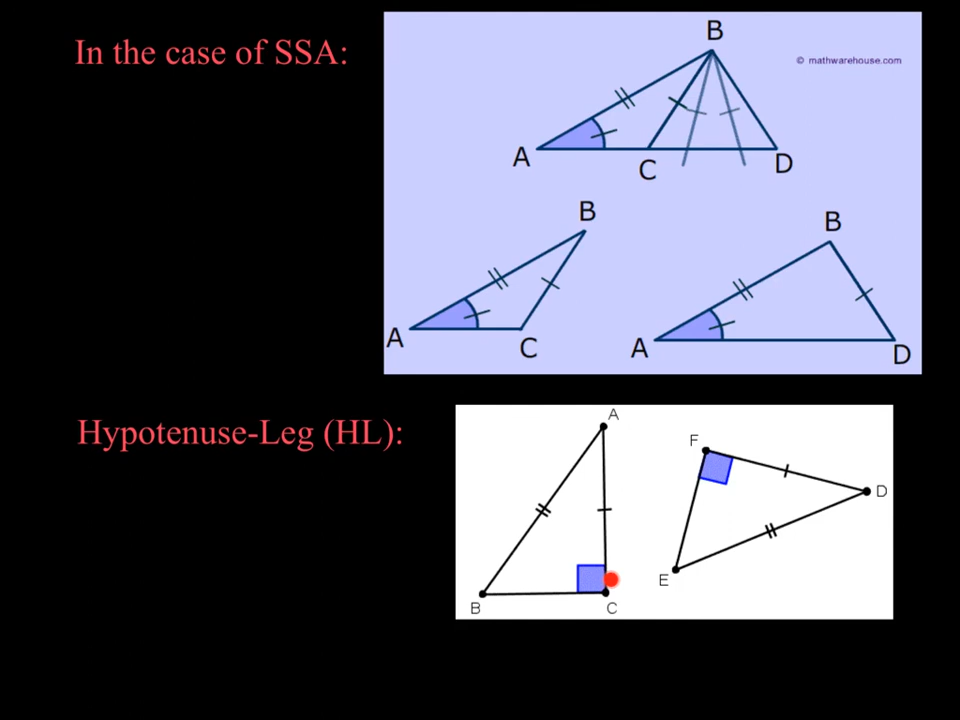 In the case of SSA:
B
© mathwarehouse.com
A
C
D
B
A
C
B
A
D
Hypotenuse-Leg (HL):
A
B
C
F
D
E